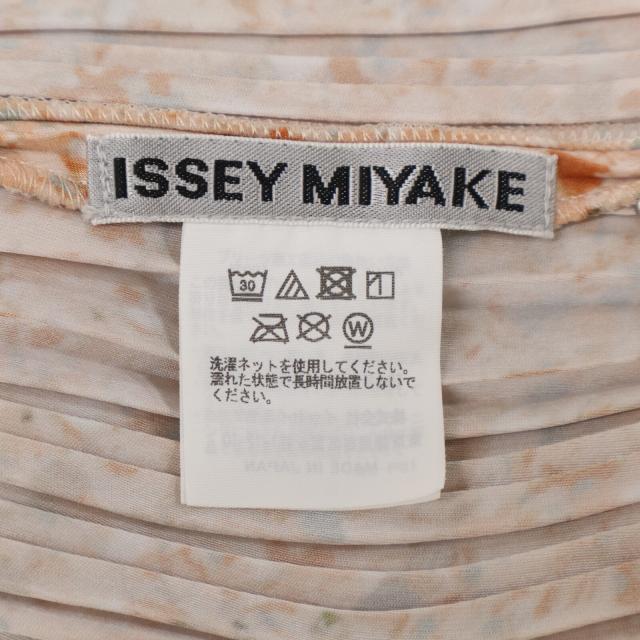 ISSEY MIYAKE
30
W
洗濯ネットを使用してください。
濡れた状態で長時間放置しないで
ください。
MADE IN JAPAN